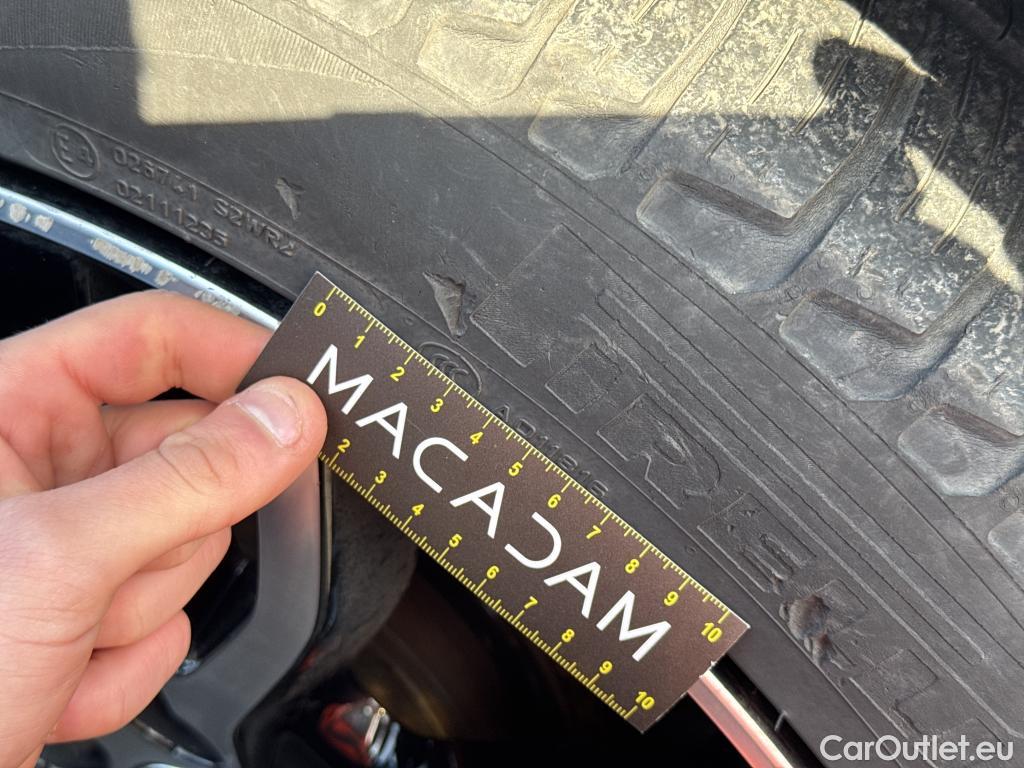 E4
026741 S2WR2
02111235
CCC
0 1 2 3 4 5 6 7 8 9 10
MACADAM
2 3 4 5 6 7 8 9 10
CarOutlet.eu